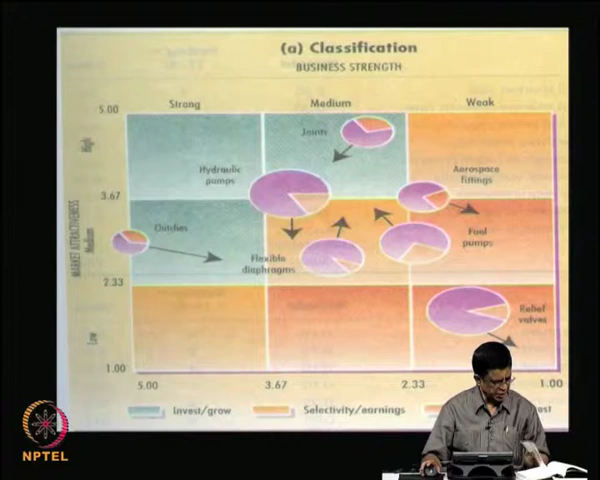 (a) Classification
BUSINESS STRENGTH
5.00
Strong
Medium
Weak
High
Joints
Hydraulic
pumps
Aerospace
fittings
3.67
MARKET ATTRACTIVENESS
Medium
Clutches
Flexible
diaphragms
Fuel
pumps
2.33
Relief
valves
Low
1.00
5.00
3.67
2.33
1.00
Invest/grow
Selectivity/earnings
NPTEL